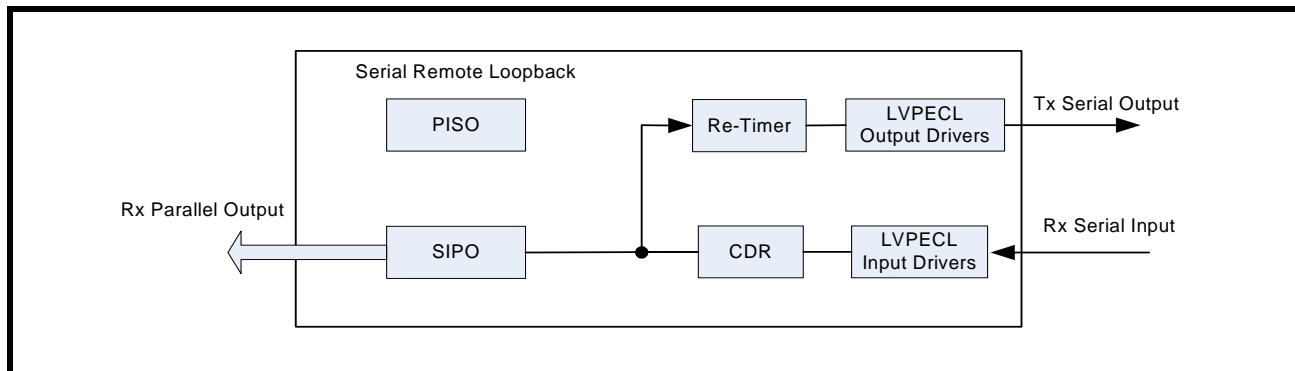 Serial Remote Loopback
PISO
Re-Timer
LVPECL
Output Drivers
Tx Serial Output
Rx Parallel Output
SIPO
CDR
LVPECL
Input Drivers
Rx Serial Input